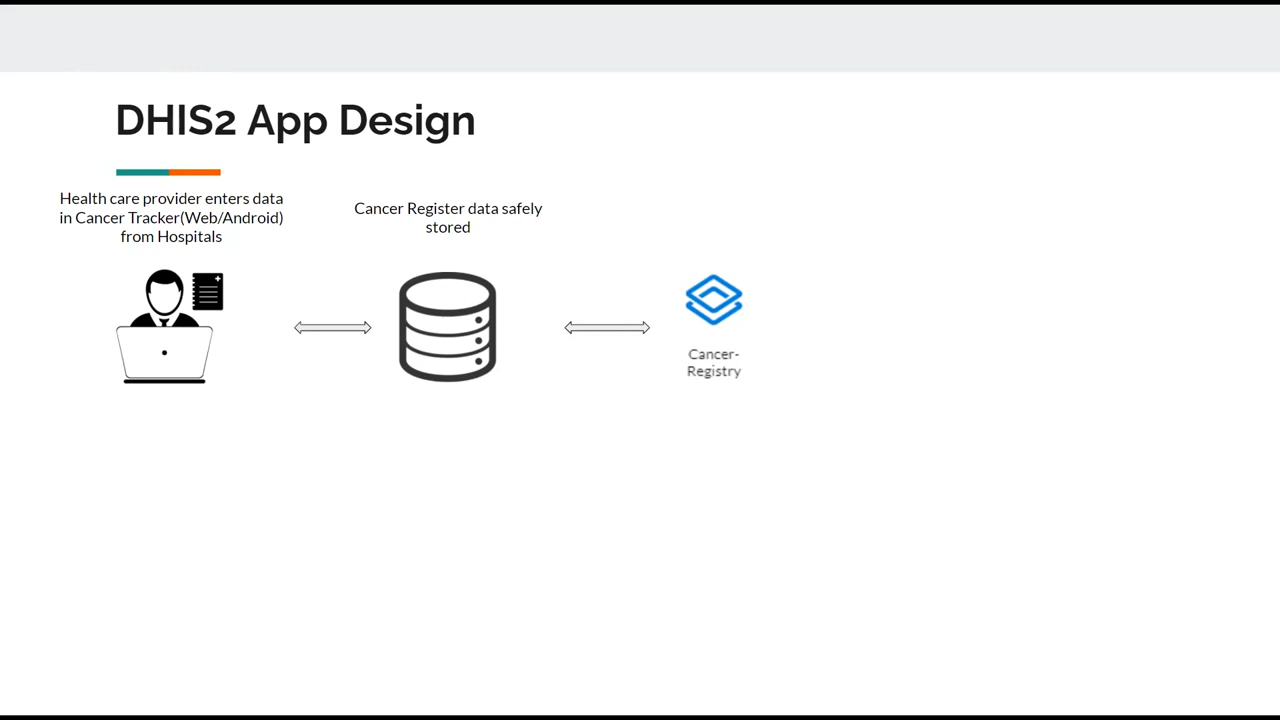 DHIS2 App Design
Health care provider enters data
in Cancer Tracker(Web/Android)
from Hospitals
Cancer Register data safely
stored
Cancer-
Registry